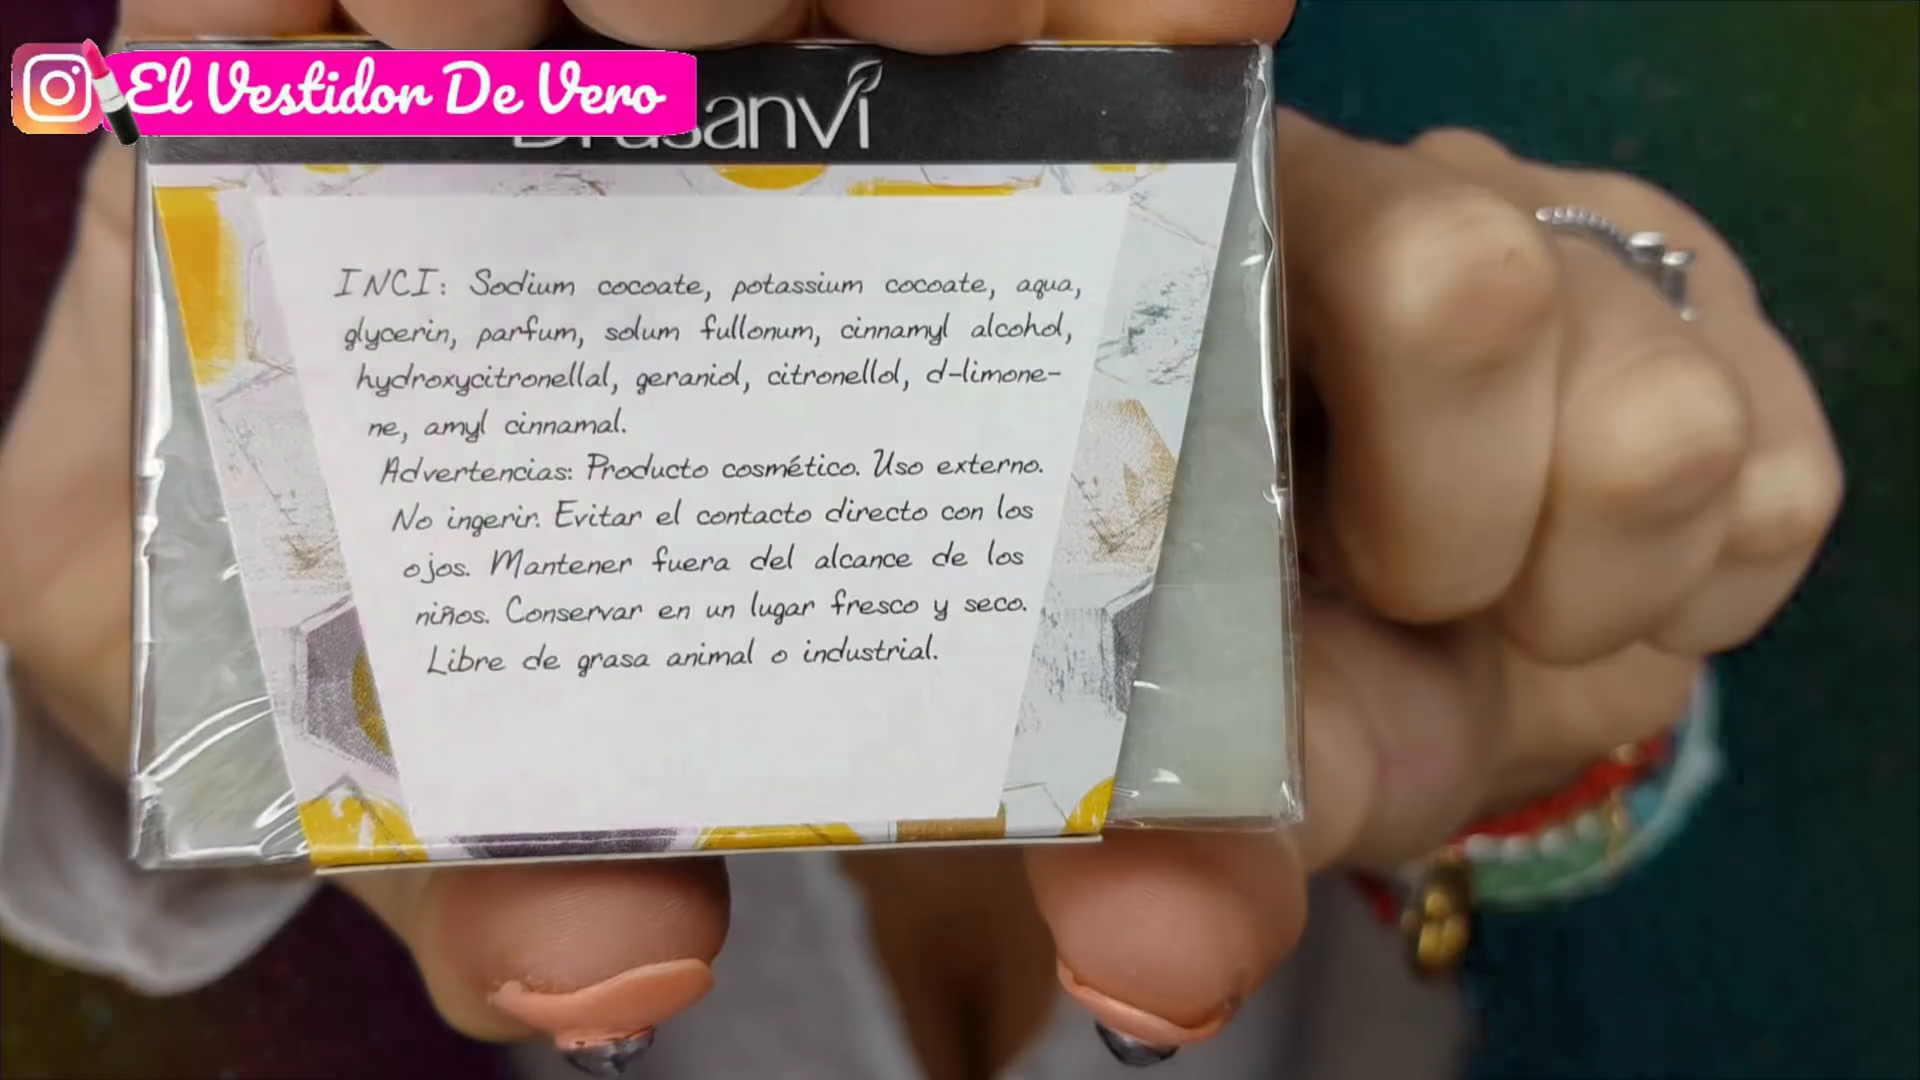 El Vestidor De Vero
Drasanvi
INCI: Sodium cocoate, potassium cocoate, aqua,
glycerin, parfum, solum fullonum, cinnamyl alcohol,
hydroxycitronellal, geraniol, citronellol, d-limone-
ne, amyl cinnamal.
Advertencias: Producto cosmético. Uso externo.
No ingerir. Evitar el contacto directo con los
ojos. Mantener fuera del alcance de los
niños. Conservar en un lugar fresco y seco.
Libre de grasa animal o industrial.